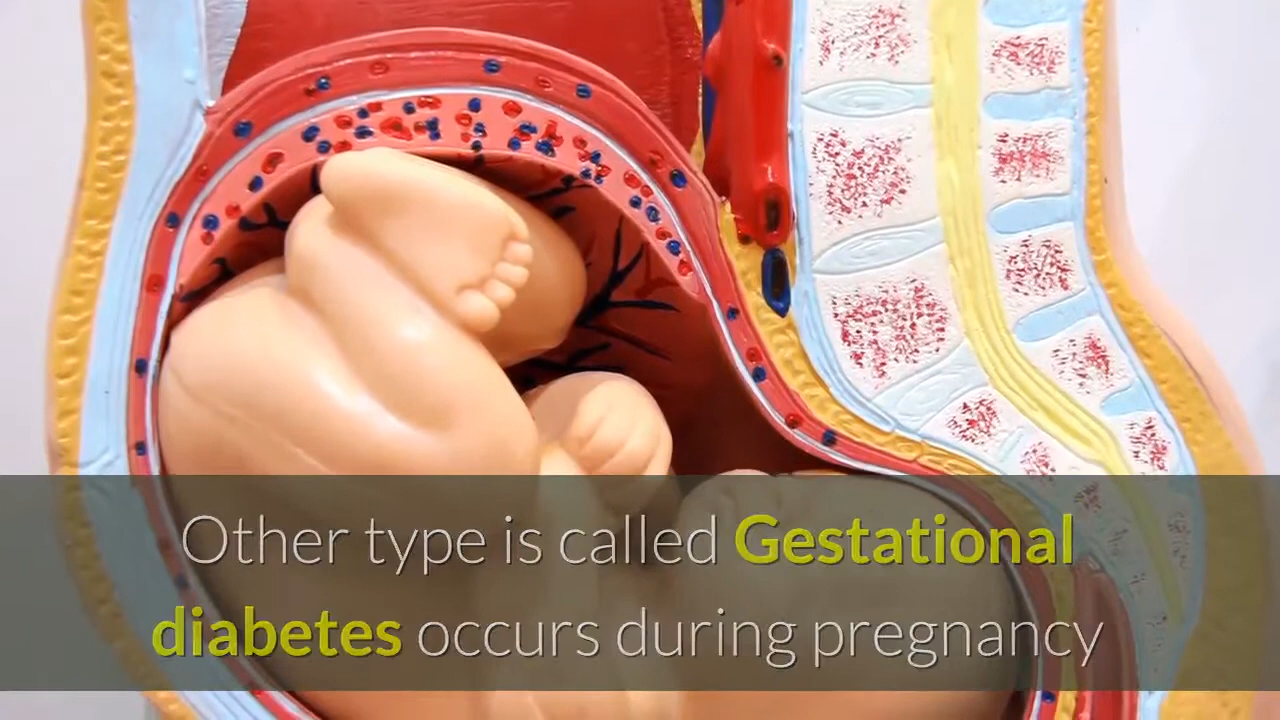 Other type is called Gestational
diabetes occurs during pregnancy